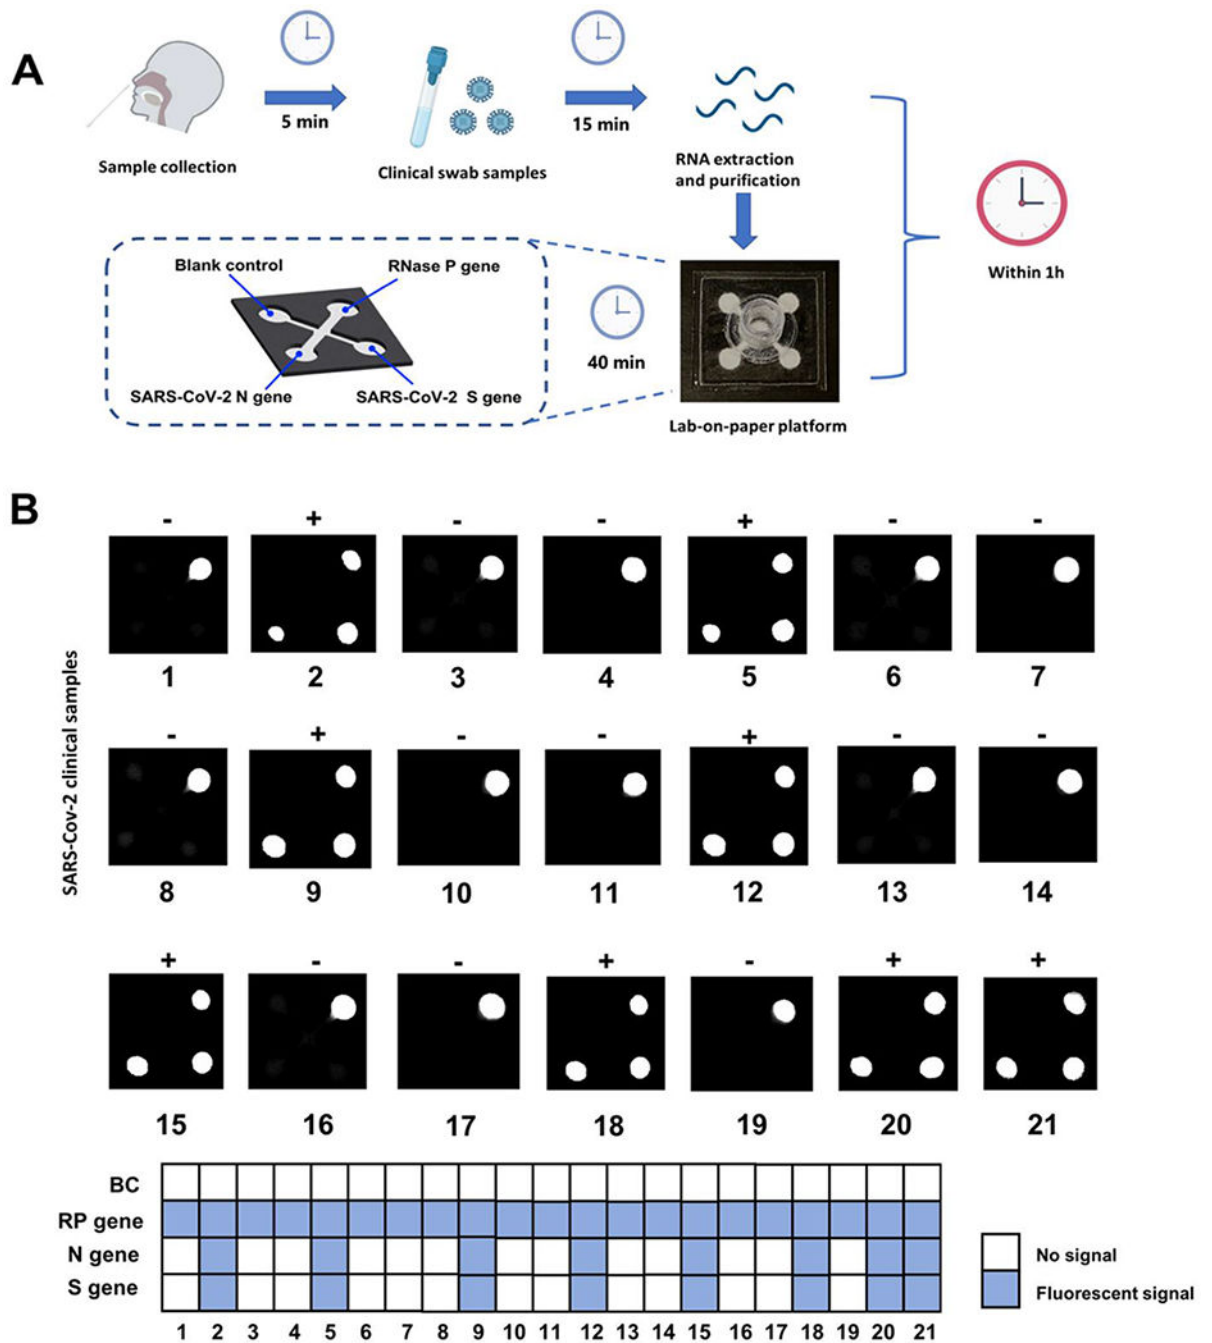 A
5 min
15 min
Sample collection
Clinical swab samples
RNA extraction
and purification
Blank control
RNase P gene
Within 1h
40 min
SARS-CoV-2 N gene
SARS-CoV-2 S gene
Lab-on-paper platform
B
SARS-Cov-2 clinical samples
- + - - + - -
1 2 3 4 5 6 7
- + - - + - -
8 9 10 11 12 13 14
+ - - + - + +
15 16 17 18 19 20 21
BC
RP gene
N gene
S gene
No signal
Fluorescent signal
1 2 3 4 5 6 7 8 9 10 11 12 13 14 15 16 17 18 19 20 21